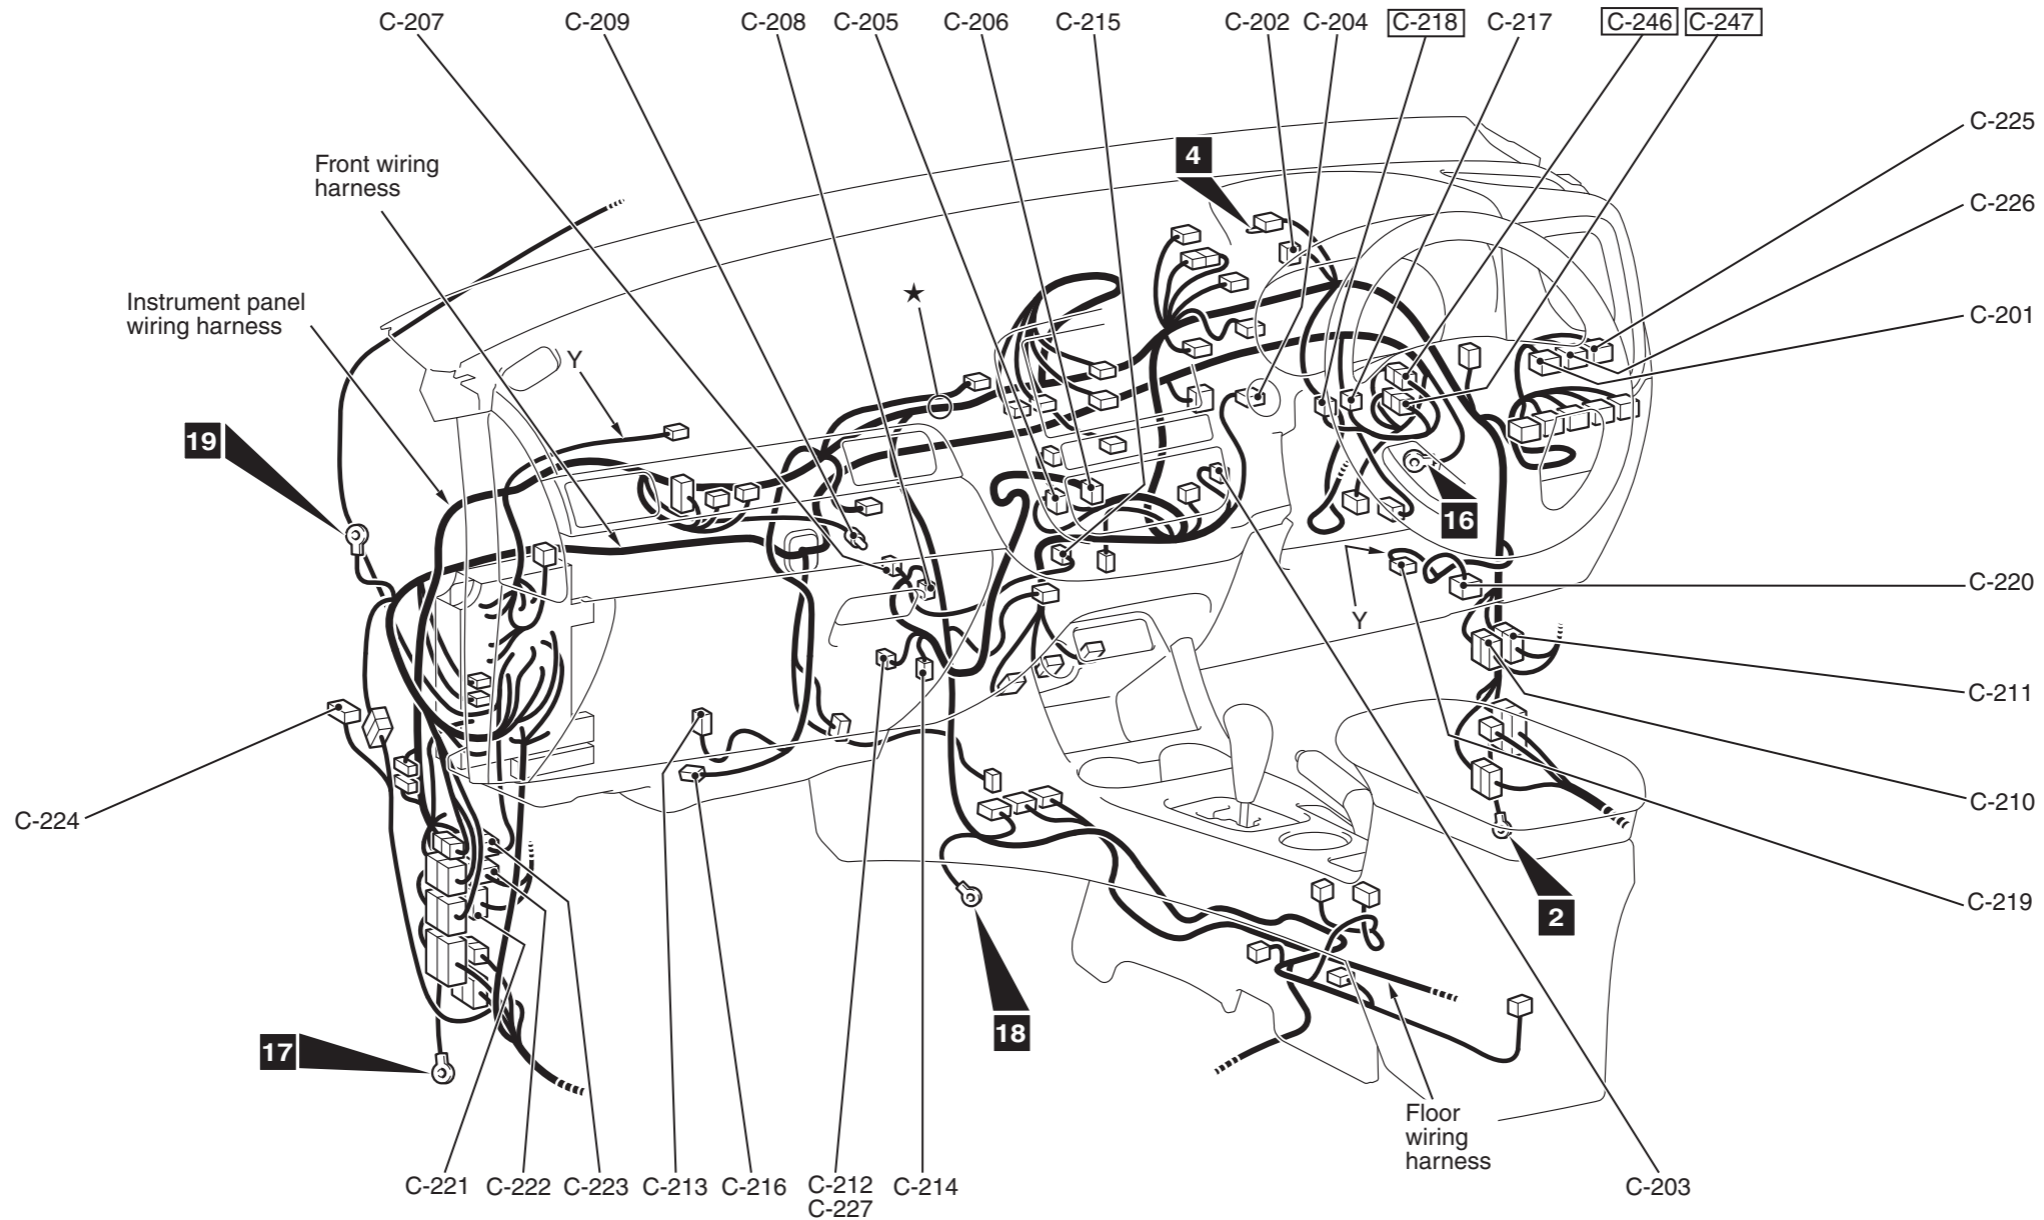 C-207
C-209
C-208
C-205
C-206
C-215
C-202
C-204
C-218
C-217
C-246
C-247
C-225
4
Front wiring
harness
C-226
★
Instrument panel
wiring harness
C-201
Y
19
16
C-220
Y
C-211
C-210
C-224
C-219
2
18
17
Floor
wiring
harness
C-221
C-222
C-223
C-213
C-216
C-212
C-227
C-214
C-203